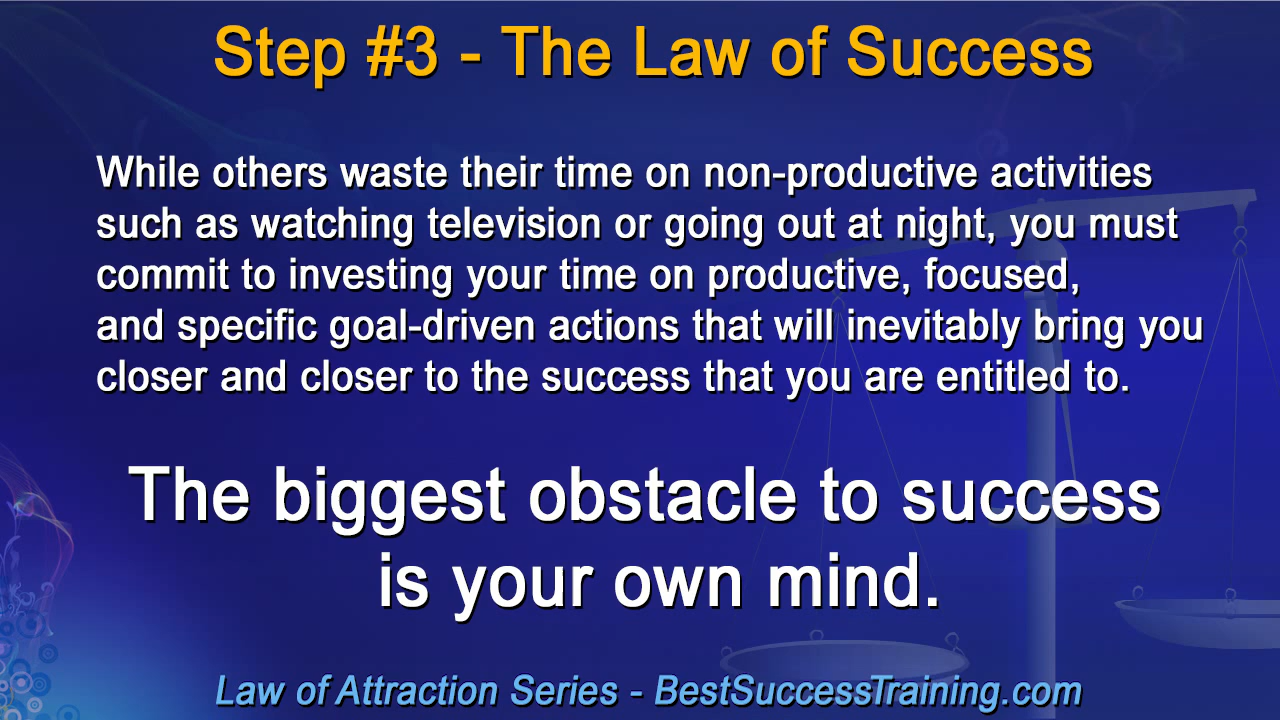 Step #3 - The Law of Success
While others waste their time on non-productive activities
such as watching television or going out at night, you must
commit to investing your time on productive, focused,
and specific goal-driven actions that will inevitably bring you
closer and closer to the success that you are entitled to.
The biggest obstacle to success
is your own mind.
Law of Attraction Series - BestSuccessTraining.com